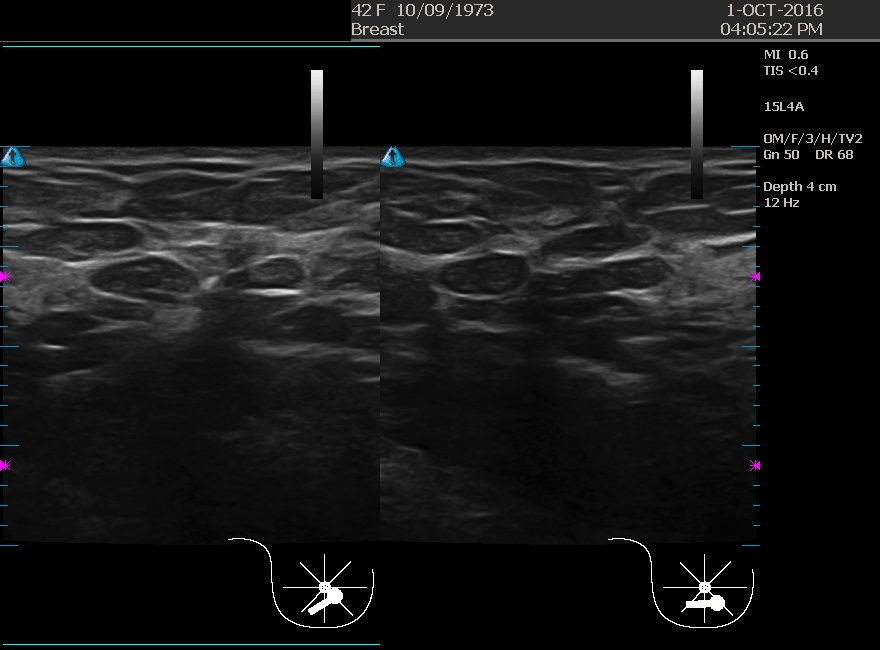 42 F 10/09/1973
1-OCT-2016
Breast
04:05:22 PM
MI 0.6
TIS <0.4
15L4A
OM/F/3/H/TV2
Gn 50 DR 68
Depth 4 cm
12 Hz